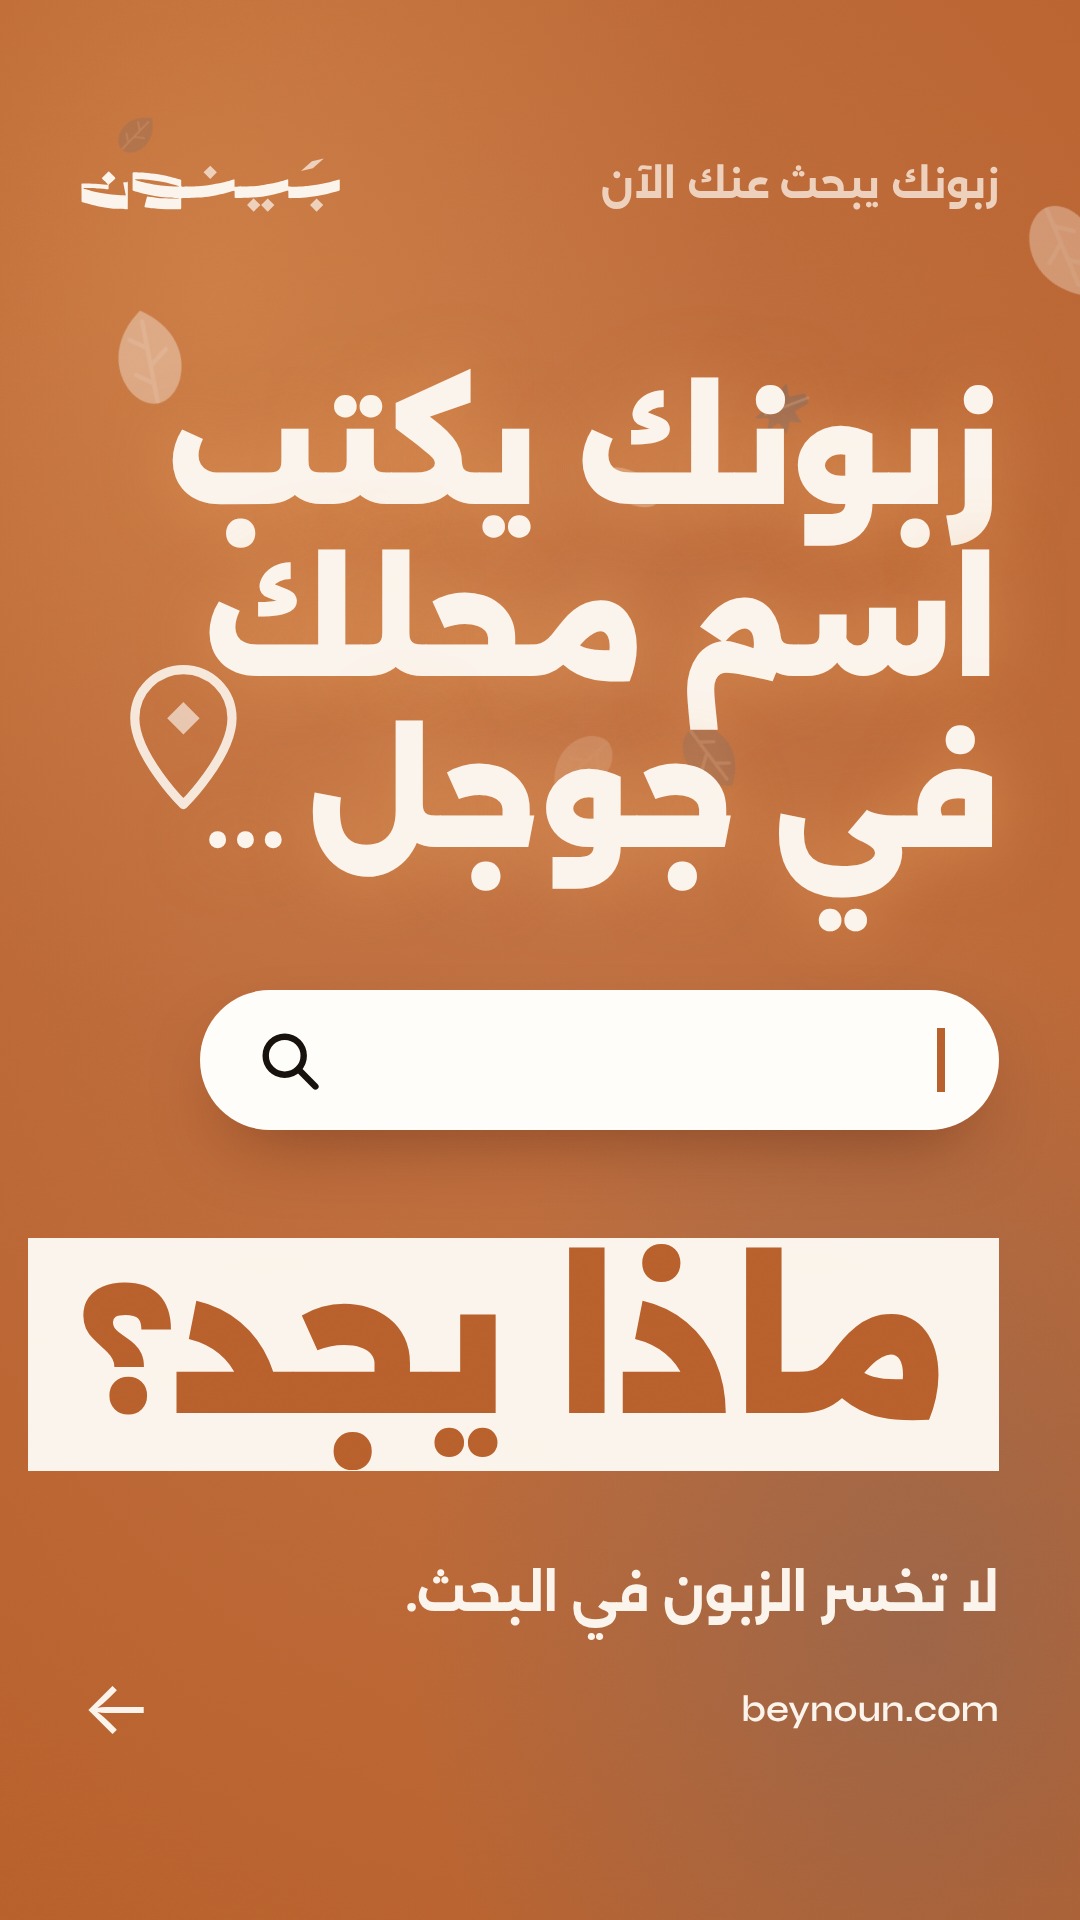 زبونك يبحث عنك الآن
بَينون
زبونك يكتب
اسم محلك
في جوجل ...
ماذا يجد؟
لا تخسر الزبون في البحث.
beynoun.com